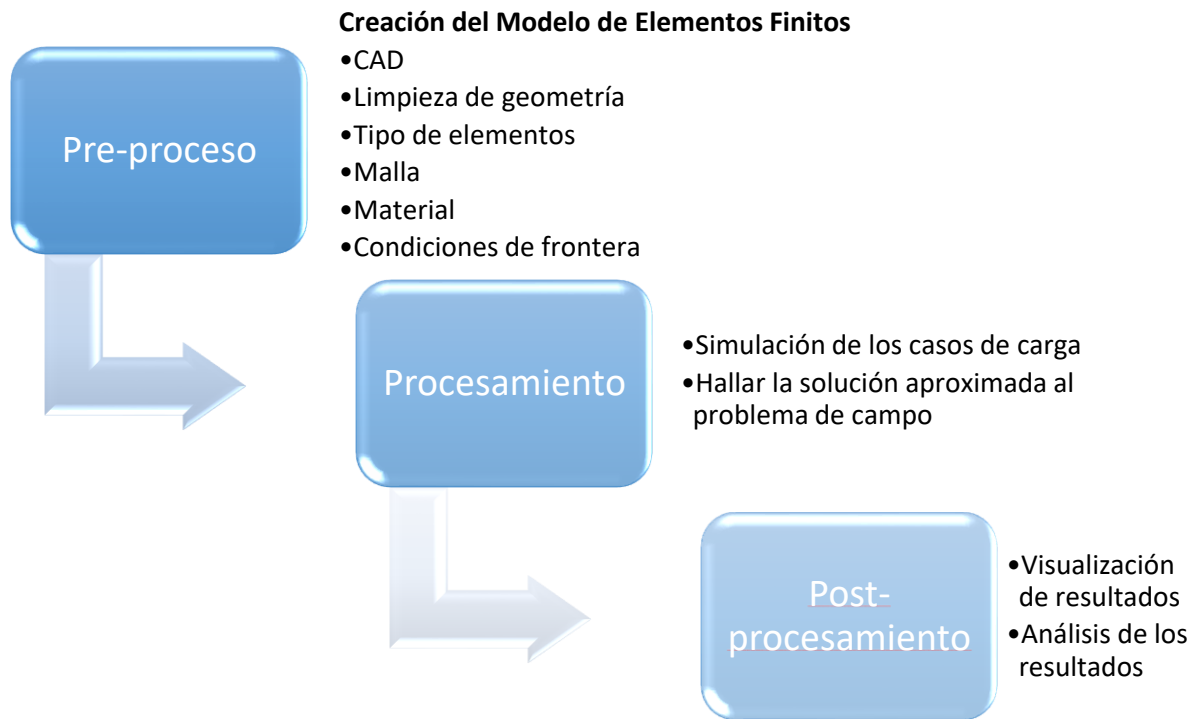 Creación del Modelo de Elementos Finitos
•CAD
•Limpieza de geometría
•Tipo de elementos
•Malla
•Material
•Condiciones de frontera
Pre-proceso
Procesamiento
•Simulación de los casos de carga
•Hallar la solución aproximada al
problema de campo
Post-
procesamiento
•Visualización
de resultados
•Análisis de los
resultados